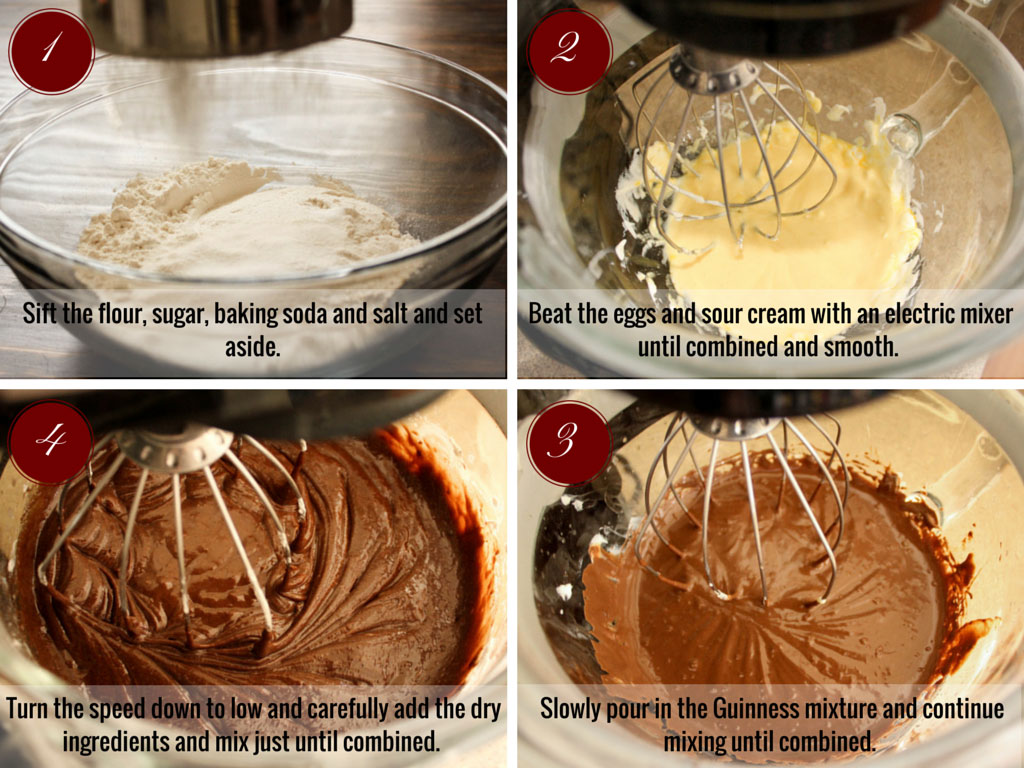 1
Sift the flour, sugar, baking soda and salt and set
aside.
2
Beat the eggs and sour cream with an electric mixer
until combined and smooth.
3
Slowly pour in the Guinness mixture and continue
mixing until combined.
4
Turn the speed down to low and carefully add the dry
ingredients and mix just until combined.